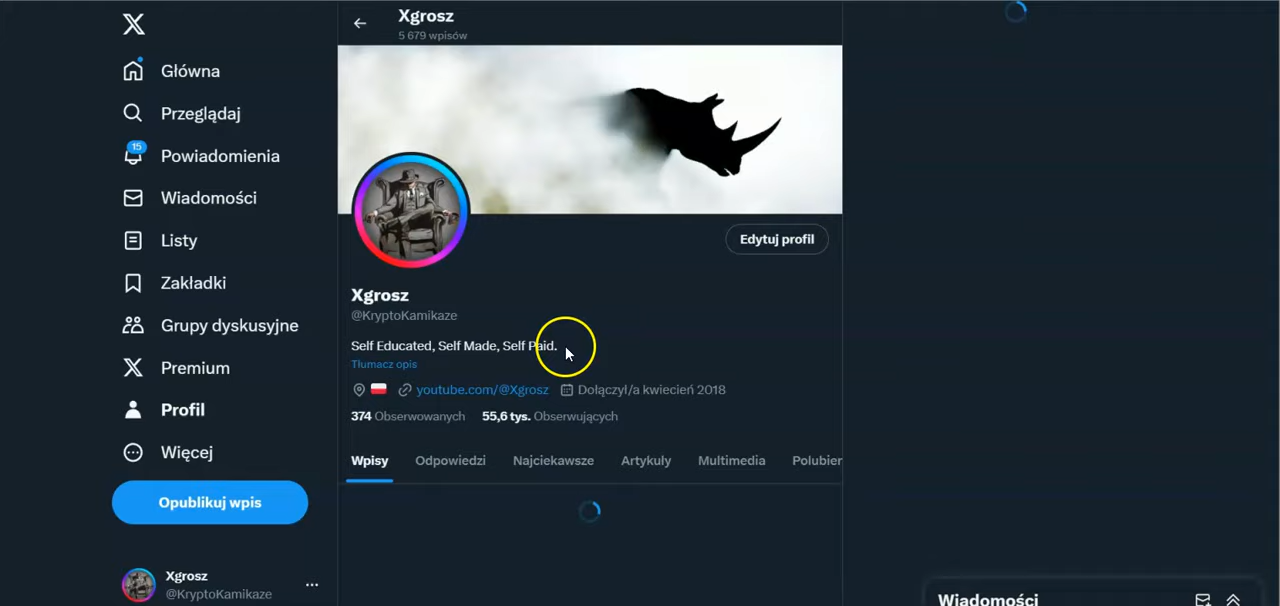 Xgrosz
5 679 wpisów
Główna
Przeglądaj
15
Powiadomienia
Wiadomości
Listy
Zakładki
Grupy dyskusyjne
Premium
Profil
Więcej
Opublikuj wpis
Xgrosz
@KryptoKamikaze
Edytuj profil
Xgrosz
@KryptoKamikaze
Self Educated, Self Made, Self Paid.
Tłumacz opis
youtube.com/@Xgrosz Dołączył/a kwiecień 2018
374 Obserwowanych 55,6 tys. Obserwujących
Wpisy Odpowiedzi Najciekawsze Artykuły Multimedia Polubier
Wiadomości